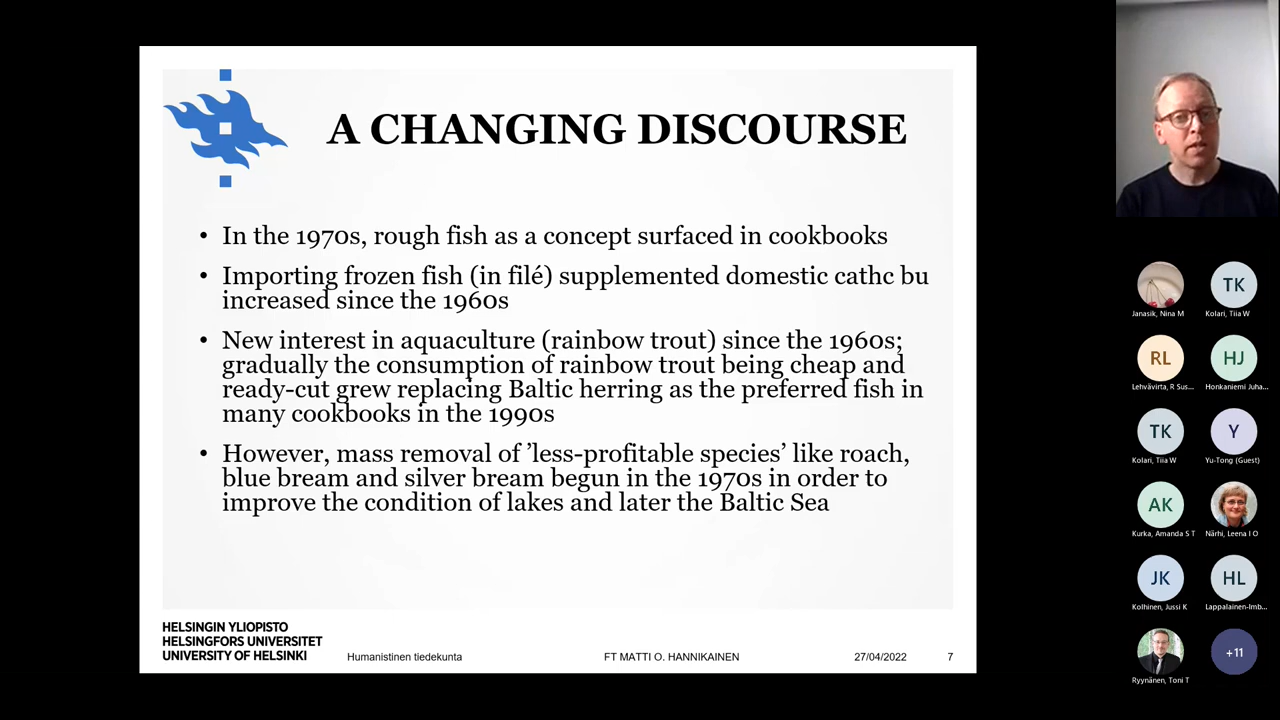 A CHANGING DISCOURSE
• In the 1970s, rough fish as a concept surfaced in cookbooks
• Importing frozen fish (in filé) supplemented domestic cathc bu
increased since the 1960s
• New interest in aquaculture (rainbow trout) since the 1960s;
gradually the consumption of rainbow trout being cheap and
ready-cut grew replacing Baltic herring as the preferred fish in
many cookbooks in the 1990s
• However, mass removal of ’less-profitable species’ like roach,
blue bream and silver bream begun in the 1970s in order to
improve the condition of lakes and later the Baltic Sea
HELSINGIN YLIOPISTO
HELSINGFORS UNIVERSITET
UNIVERSITY OF HELSINKI
Humanistinen tiedekunta
FT MATTI O. HANNIKAINEN
27/04/2022
7
Janasik, Nina M
TK
Kolari, Tiia W
RL
Lehvävirta, R Sus...
HJ
Honkaniemi Juha...
TK
Kolari, Tiia W
Y
Yu-Tong (Guest)
AK
Kurka, Amanda S T
Närhi, Leena I O
JK
Kolhinen, Jussi K
HL
Lappalainen-Imb...
Ryynänen, Toni T
+11